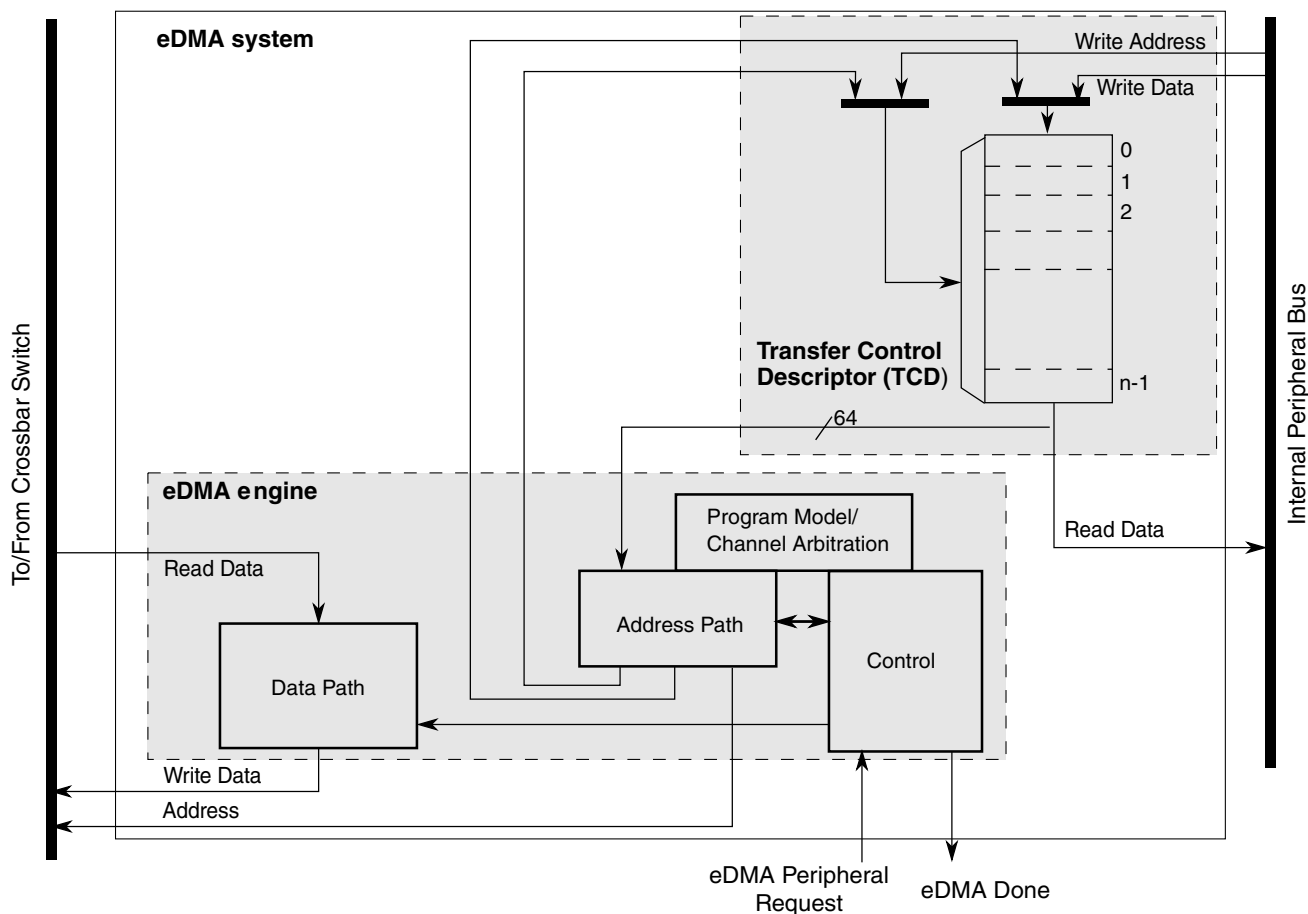 eDMA system
Write Address
Write Data
0
1
2
n-1
Transfer Control
Descriptor (TCD)
64
eDMA engine
Program Model/
Channel Arbitration
Read Data
Read Data
Address Path
Control
Data Path
Write Data
Address
eDMA Peripheral
Request
eDMA Done
To/From Crossbar Switch
Internal Peripheral Bus